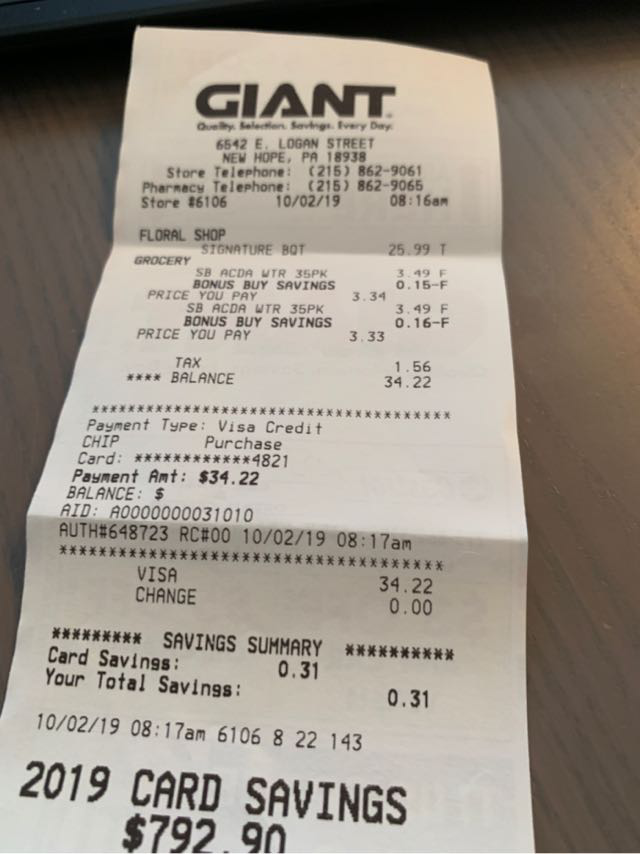 GIANT
Quality. Selection. Savings. Every Day.
6542 E. LOGAN STREET
NEW HOPE, PA 18938
Store Telephone: (215) 862-9061
Pharmacy Telephone: (215) 862-9065
Store #6106 10/02/19 08:16am
FLORAL SHOP
SIGNATURE BQT 25.99 T
GROCERY
SB ACDA WTR 35PK 3.49 F
BONUS BUY SAVINGS 0.15-F
PRICE YOU PAY 3.34
SB ACDA WTR 35PK 3.49 F
BONUS BUY SAVINGS 0.16-F
PRICE YOU PAY 3.33
TAX 1.56
**** BALANCE 34.22
************************************
Payment Type: Visa Credit
CHIP Purchase
Card: ************4821
Payment Amt: $34.22
BALANCE: $
AID: A0000000031010
AUTH#648723 RC#00 10/02/19 08:17am
************************************
VISA 34.22
CHANGE 0.00
********* SAVINGS SUMMARY **********
Card Savings: 0.31
Your Total Savings: 0.31
10/02/19 08:17am 6106 8 22 143
2019 CARD SAVINGS
$792.90